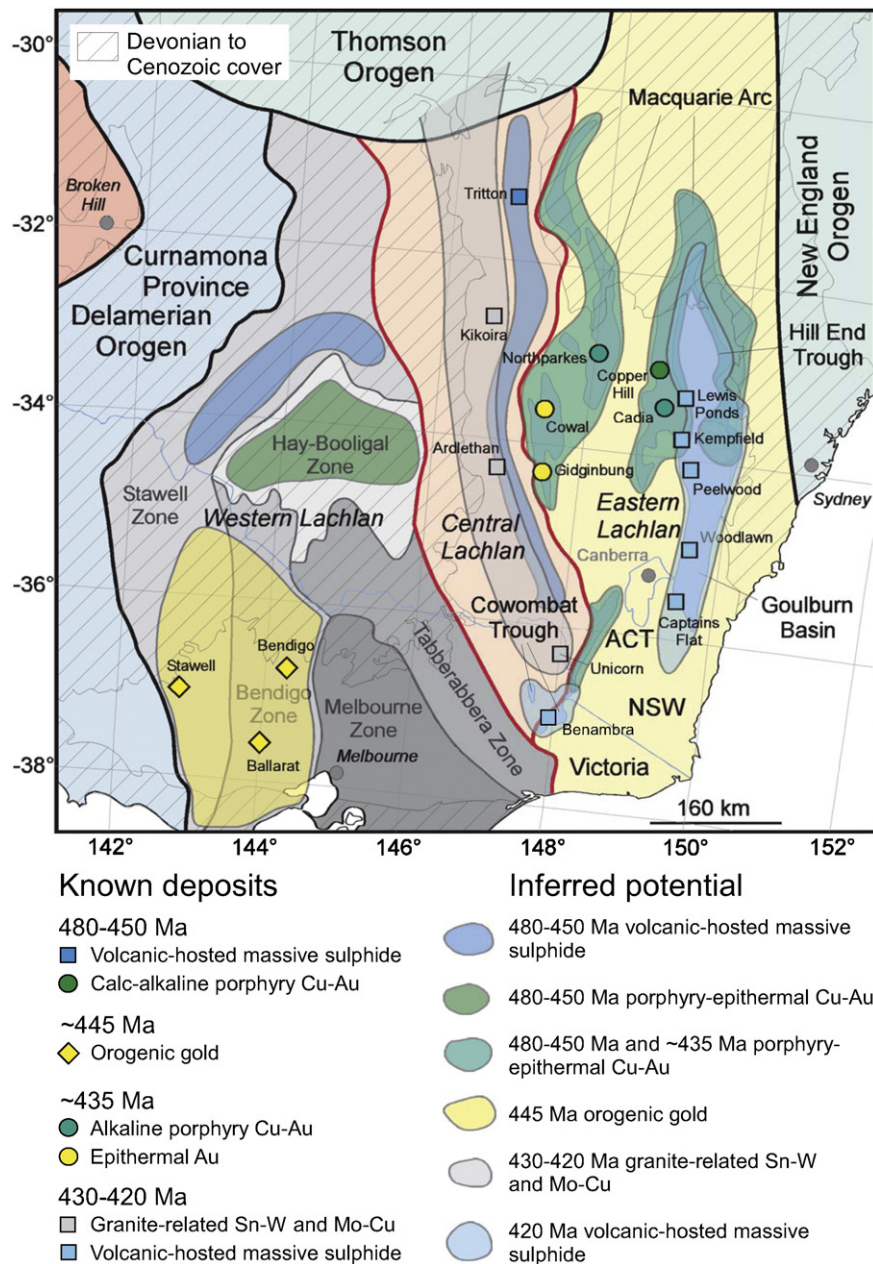 Devonian to
Cenozoic cover
Thomson
Orogen
Macquarie Arc
New England
Orogen
Broken
Hill
Curnamona
Province
Delamerian
Orogen
Tritton
Kikoira
Northparkes
Copper
Hill
Cadia
Hill End
Trough
Lewis
Ponds
Kempfield
Cowal
Gidginbung
Ardlethan
Hay-Booligal
Zone
Stawell
Zone
Western Lachlan
Central
Lachlan
Eastern
Lachlan
Peelwood
Sydney
Canberra
Woodlawn
Goulburn
Basin
Captains
Flat
Cowombat
Trough
ACT
Unicorn
NSW
Benambra
Victoria
Tabberabbera Zone
Stawell
Bendigo
Bendigo
Zone
Ballarat
Melbourne
Zone
Melbourne
160 km
-30°
-32°
-34°
-36°
-38°
142°
144°
146°
148°
150°
152°
Known deposits
480-450 Ma
Volcanic-hosted massive sulphide
Calc-alkaline porphyry Cu-Au
~445 Ma
Orogenic gold
~435 Ma
Alkaline porphyry Cu-Au
Epithermal Au
430-420 Ma
Granite-related Sn-W and Mo-Cu
Volcanic-hosted massive sulphide
Inferred potential
480-450 Ma volcanic-hosted massive
sulphide
480-450 Ma porphyry-epithermal Cu-Au
480-450 Ma and ~435 Ma porphyry-
epithermal Cu-Au
445 Ma orogenic gold
430-420 Ma granite-related Sn-W
and Mo-Cu
420 Ma volcanic-hosted massive
sulphide